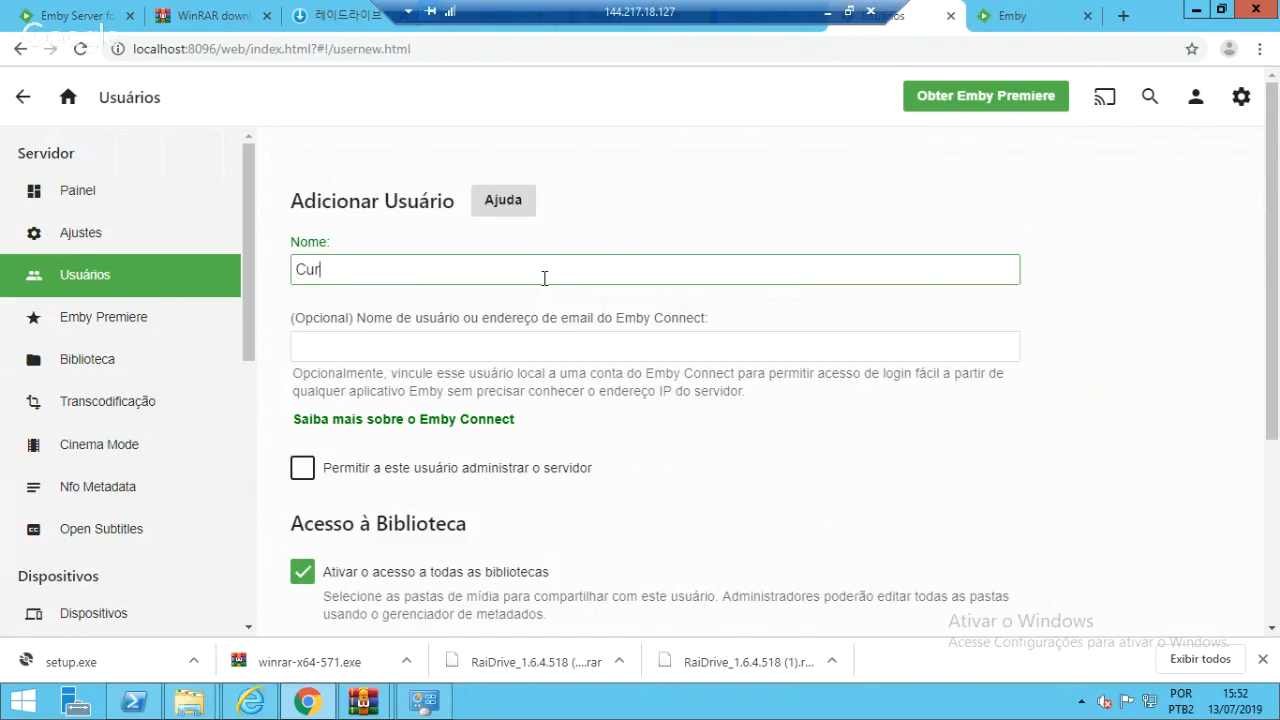 Emby Server fo
WinRAR downl
레이드라이브
144.217.18.127
Usuários
Emby
localhost:8096/web/index.html?#!/usernew.html
Usuários
Obter Emby Premiere
Servidor
Painel
Ajustes
Usuários
Emby Premiere
Biblioteca
Transcodificação
Cinema Mode
Nfo Metadata
Open Subtitles
Dispositivos
Dispositivos
Adicionar Usuário
Ajuda
Nome:
Cur
(Opcional) Nome de usuário ou endereço de email do Emby Connect:
Opcionalmente, vincule esse usuário local a uma conta do Emby Connect para permitir acesso de login fácil a partir de
qualquer aplicativo Emby sem precisar conhecer o endereço IP do servidor.
Saiba mais sobre o Emby Connect
Permitir a este usuário administrar o servidor
Acesso à Biblioteca
Ativar o acesso a todas as bibliotecas
Selecione as pastas de mídia para compartilhar com este usuário. Administradores poderão editar todas as pastas
usando o gerenciador de metadados.
Ativar o Windows
Acesse Configurações para ativar o Windows.
setup.exe
winrar-x64-571.exe
RaiDrive_1.6.4.518 (....rar
RaiDrive_1.6.4.518 (1).r...
Exibir todos
POR
PTB2
15:52
13/07/2019